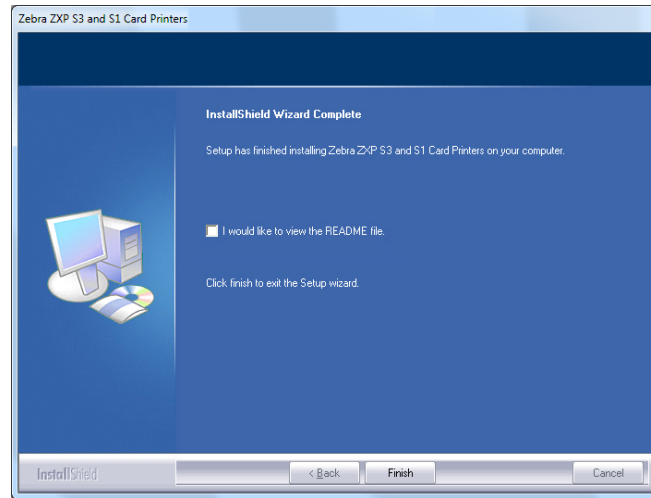 Zebra ZXP S3 and S1 Card Printers
InstallShield Wizard Complete
Setup has finished installing Zebra ZXP S3 and S1 Card Printers on your computer.
I would like to view the README file.
Click finish to exit the Setup wizard.
InstallShield
< Back Finish Cancel